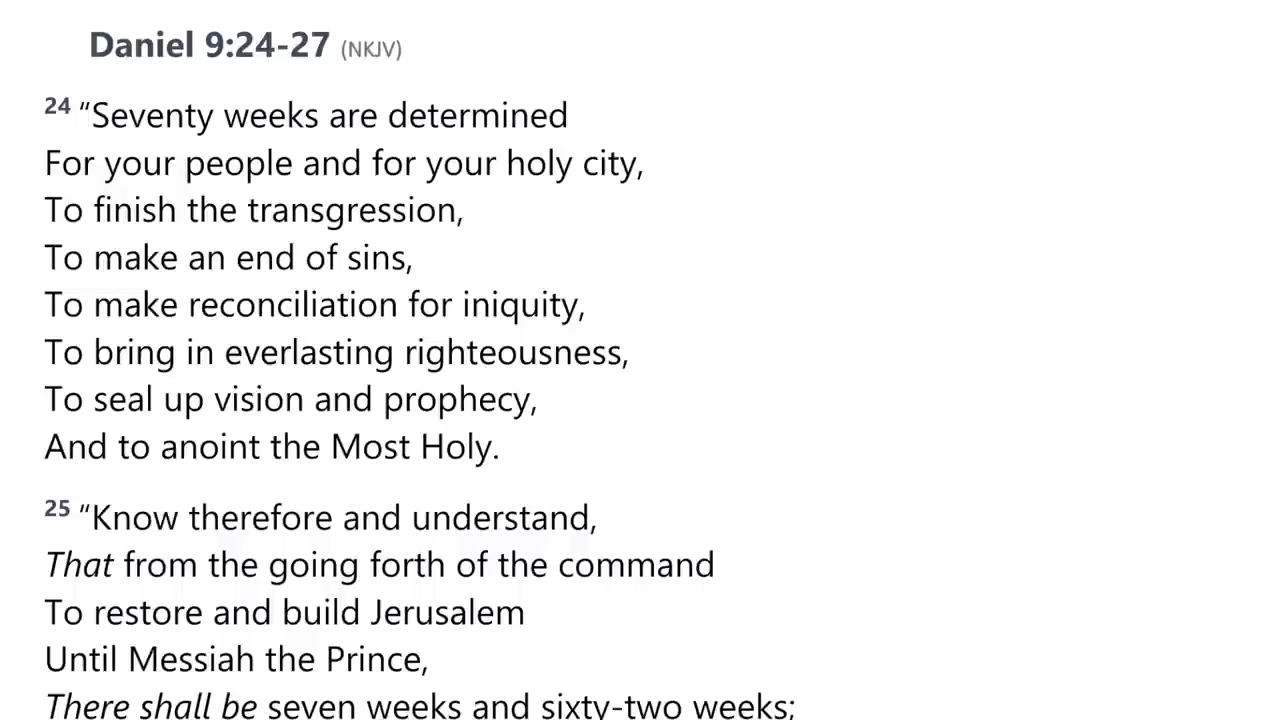 Daniel 9:24-27 (NKJV)
24 “Seventy weeks are determined
For your people and for your holy city,
To finish the transgression,
To make an end of sins,
To make reconciliation for iniquity,
To bring in everlasting righteousness,
To seal up vision and prophecy,
And to anoint the Most Holy.
25 “Know therefore and understand,
That from the going forth of the command
To restore and build Jerusalem
Until Messiah the Prince,
There shall be seven weeks and sixty-two weeks;